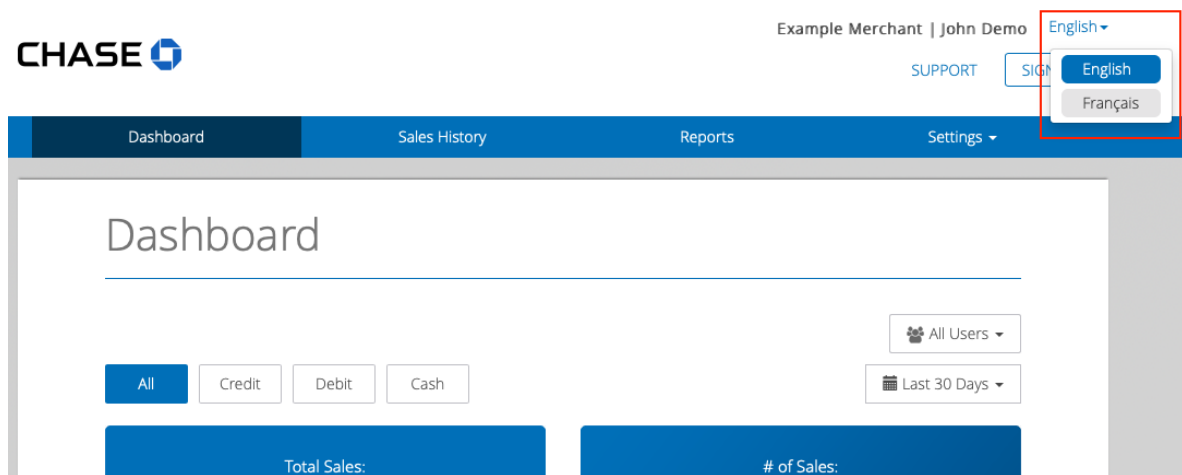 Example Merchant | John Demo English
CHASE
SUPPORT
English
Français
Dashboard Sales History Reports Settings
Dashboard
All Users
All Credit Debit Cash Last 30 Days
Total Sales: # of Sales: